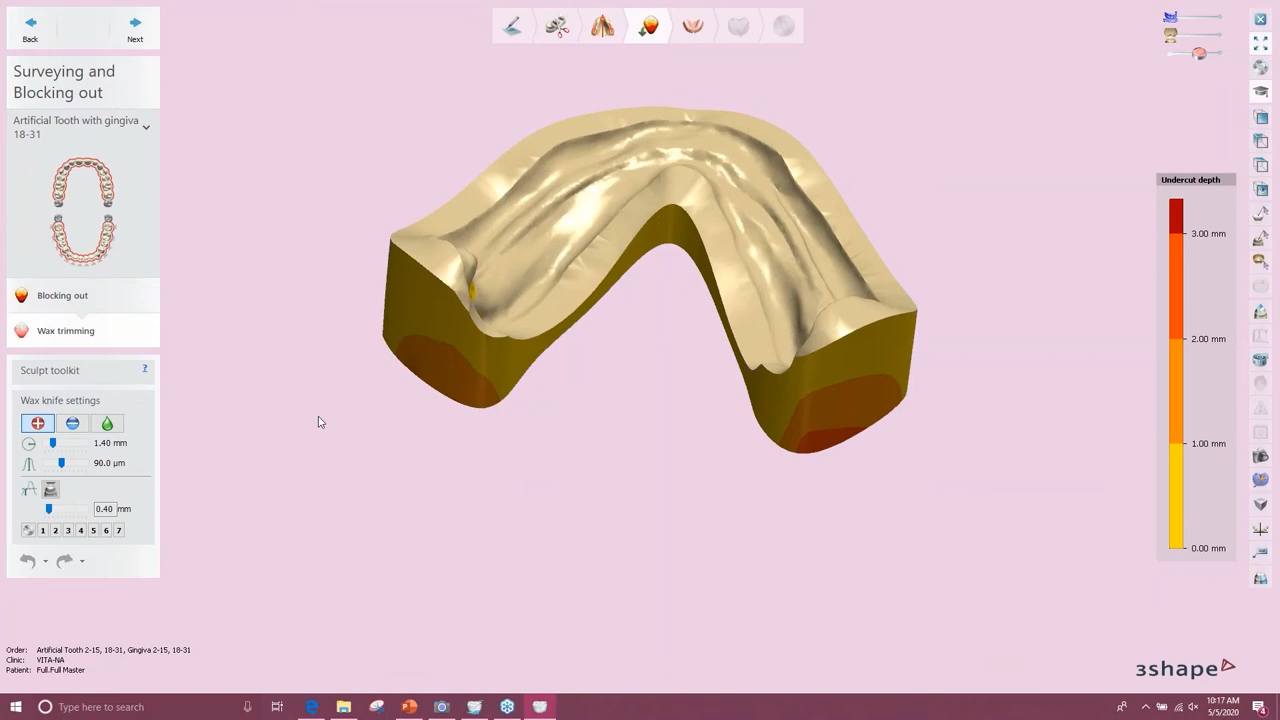 Back
Next
Surveying and
Blocking out
Artificial Tooth with gingiva
18-31
Blocking out
Wax trimming
Sculpt toolkit
?
Wax knife settings
1.40 mm
90.0 µm
0.40 mm
1 2 3 4 5 6 7
Undercut depth
3.00 mm
2.00 mm
1.00 mm
0.00 mm
Order: Artificial Tooth 2-15, 18-31, Gingiva 2-15, 18-31
Clinic: VITA-NA
Patient: Full.Full Master
3shape
Type here to search
10:17 AM
5/5/2020
4